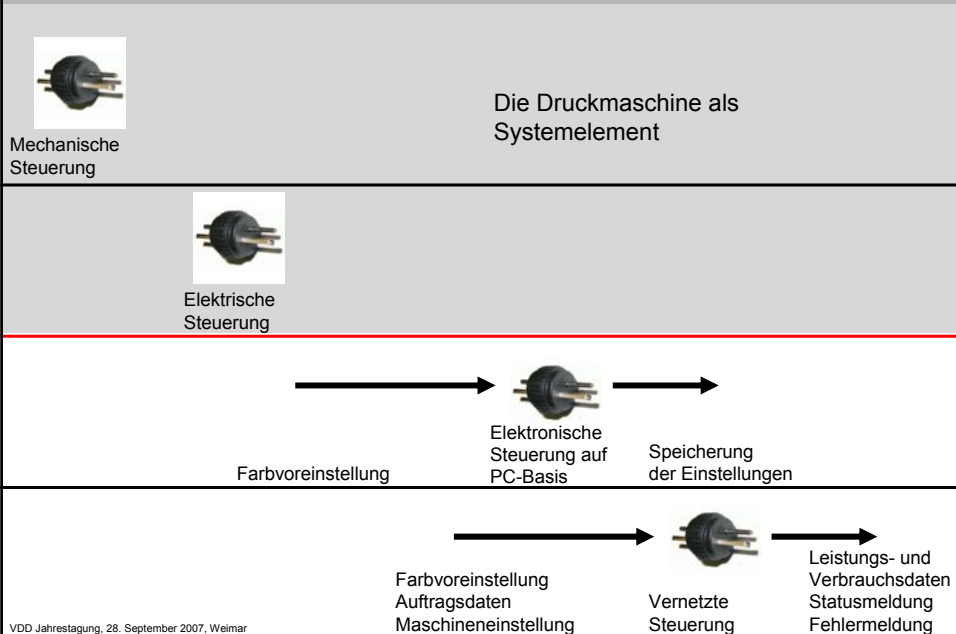 Die Druckmaschine als
Systemelement
Mechanische
Steuerung
Elektrische
Steuerung
Farbvoreinstellung
Elektronische
Steuerung auf
PC-Basis
Speicherung
der Einstellungen
Farbvoreinstellung
Auftragsdaten
Maschineneinstellung
Vernetzte
Steuerung
Leistungs- und
Verbrauchsdaten
Statusmeldung
Fehlermeldung
VDD Jahrestagung, 28. September 2007, Weimar